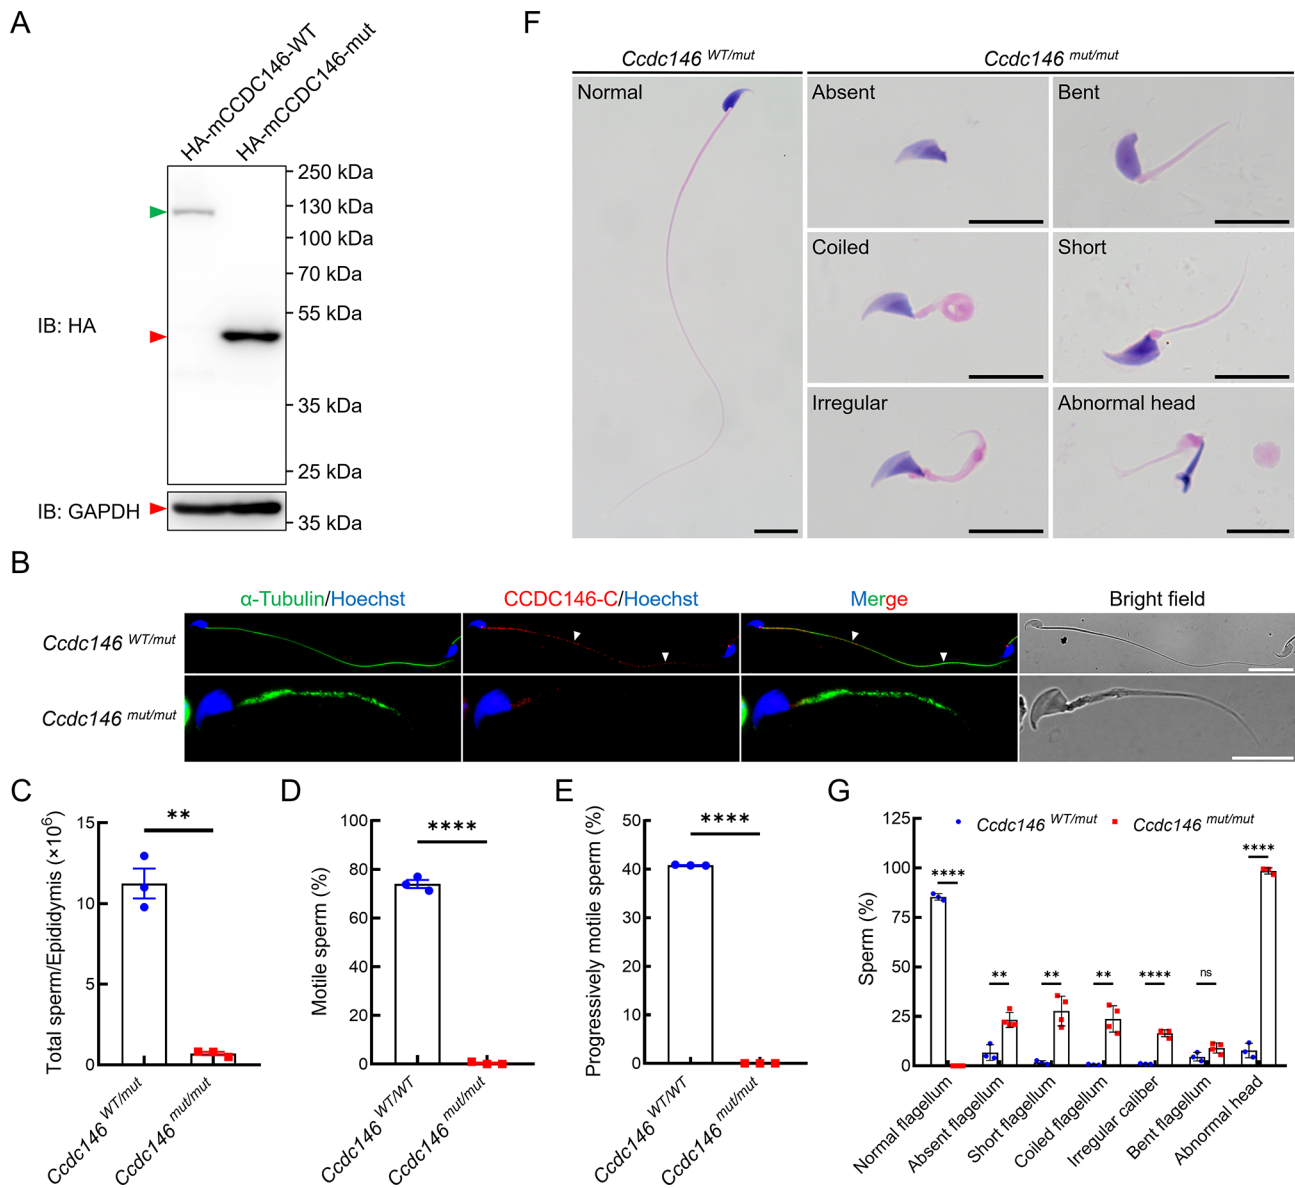 A
HA-mCCDC146-WT
HA-mCCDC146-mut
250 kDa
130 kDa
100 kDa
70 kDa
55 kDa
IB: HA
35 kDa
25 kDa
IB: GAPDH
35 kDa
F
Ccdc146 WT/mut
Ccdc146 mut/mut
Normal
Absent
Bent
Coiled
Short
Irregular
Abnormal head
B
α-Tubulin/Hoechst
CCDC146-C/Hoechst
Merge
Bright field
Ccdc146 WT/mut
Ccdc146 mut/mut
C
Total sperm/Epididymis (×10⁶)
15
10
5
0
**
Ccdc146 WT/mut
Ccdc146 mut/mut
D
Motile sperm (%)
100
80
60
40
20
0
****
Ccdc146 WT/WT
Ccdc146 mut/mut
E
Progressively motile sperm (%)
50
40
30
20
10
0
****
Ccdc146 WT/WT
Ccdc146 mut/mut
G
Sperm (%)
125
100
75
50
25
0
Ccdc146 WT/mut
Ccdc146 mut/mut
****
**
**
**
****
ns
****
Normal flagellum
Absent flagellum
Short flagellum
Coiled flagellum
Irregular caliber
Bent flagellum
Abnormal head